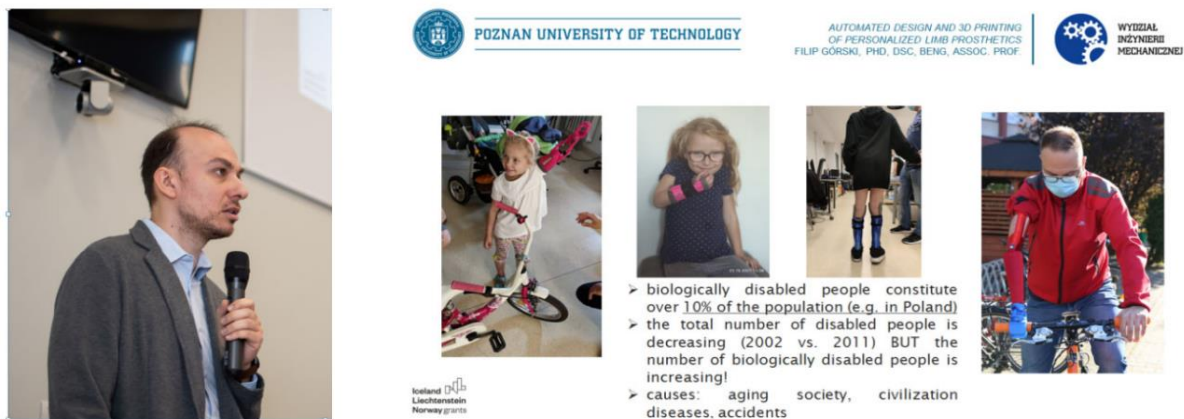 POZNAN UNIVERSITY OF TECHNOLOGY
AUTOMATED DESIGN AND 3D PRINTING
OF PERSONALIZED LIMB PROSTHETICS
FILIP GÓRSKI, PHD, DSC, BENG, ASSOC. PROF.
WYDZIAŁ
INŻYNIERII
MECHANICZNEJ
➢ biologically disabled people constitute
over 10% of the population (e.g. in Poland)
➢ the total number of disabled people is
decreasing (2002 vs. 2011) BUT the
number of biologically disabled people is
increasing!
➢ causes: aging society, civilization
diseases, accidents
Iceland
Liechtenstein
Norway grants